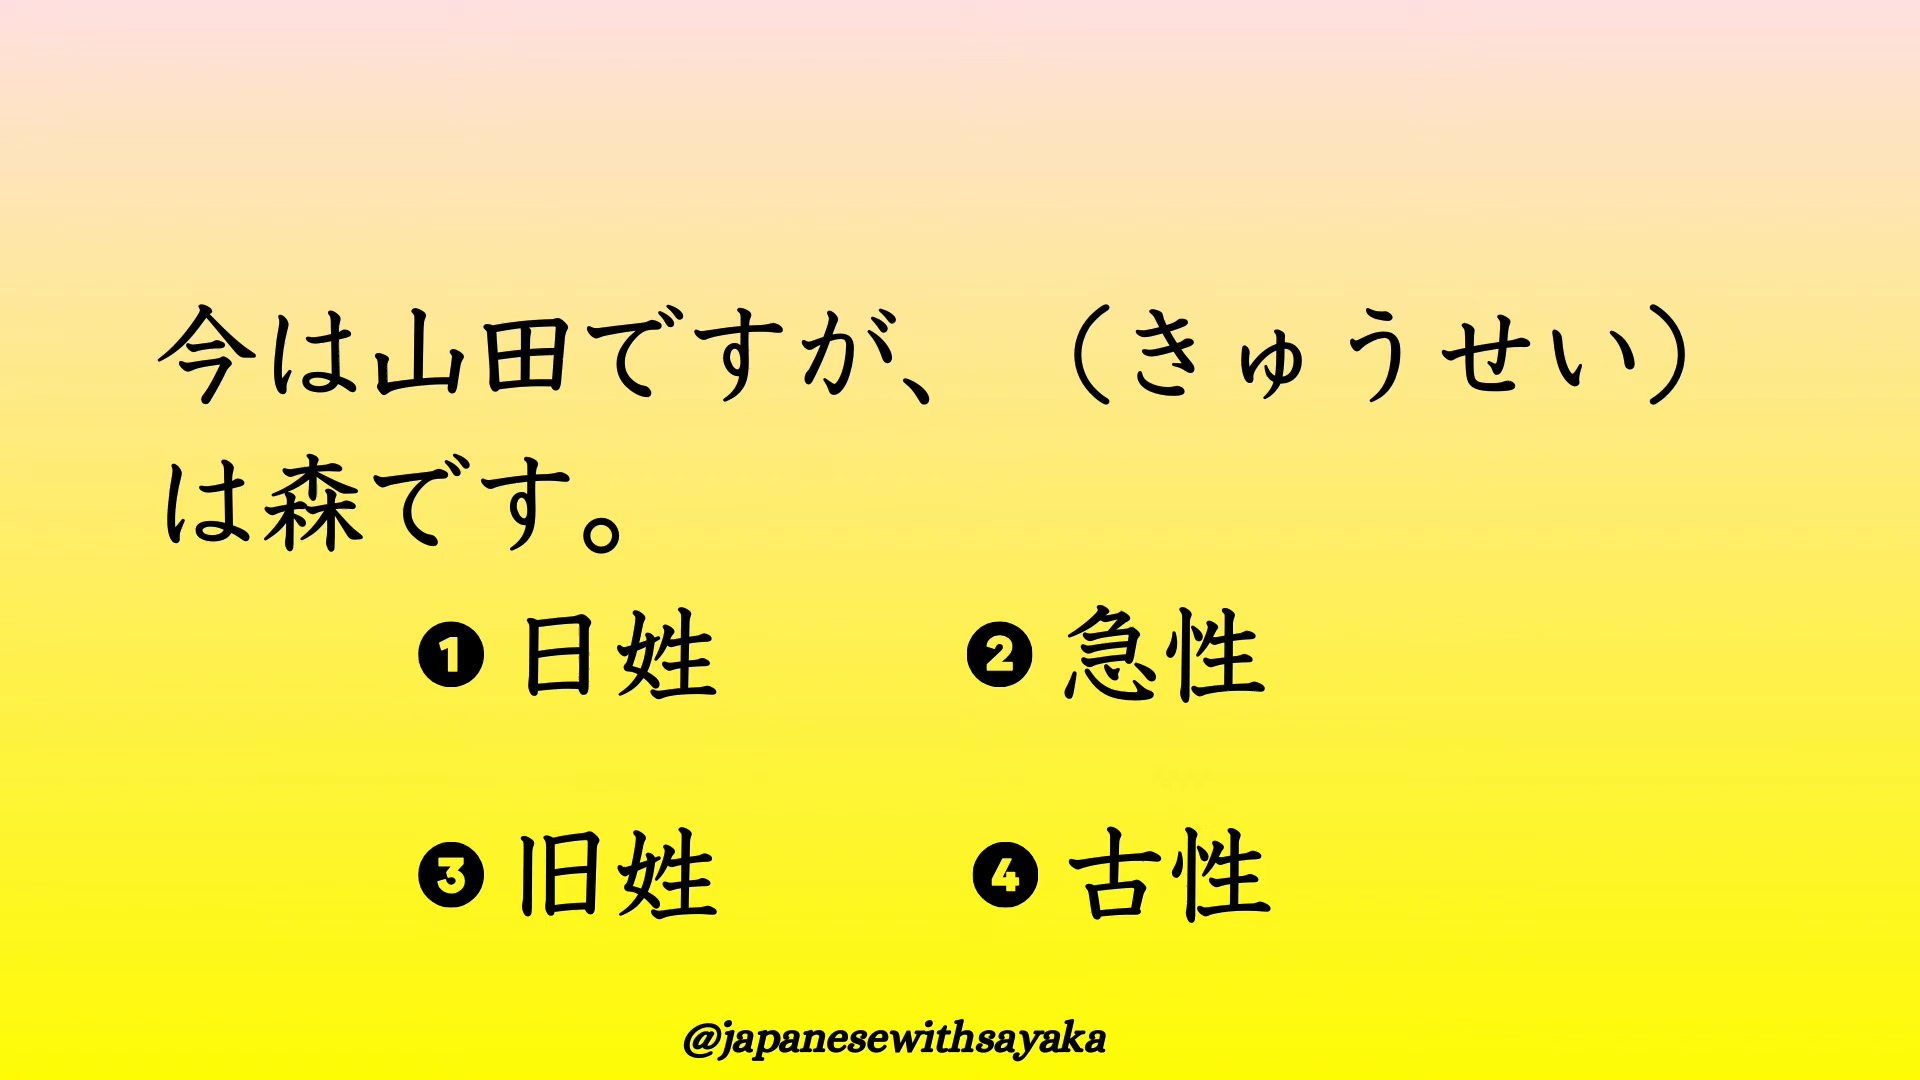 今は山田ですが、（きゅうせい）
は森です。
❶日姓 ❷急性
❸旧姓 ❹古性
@japanesewithsayaka